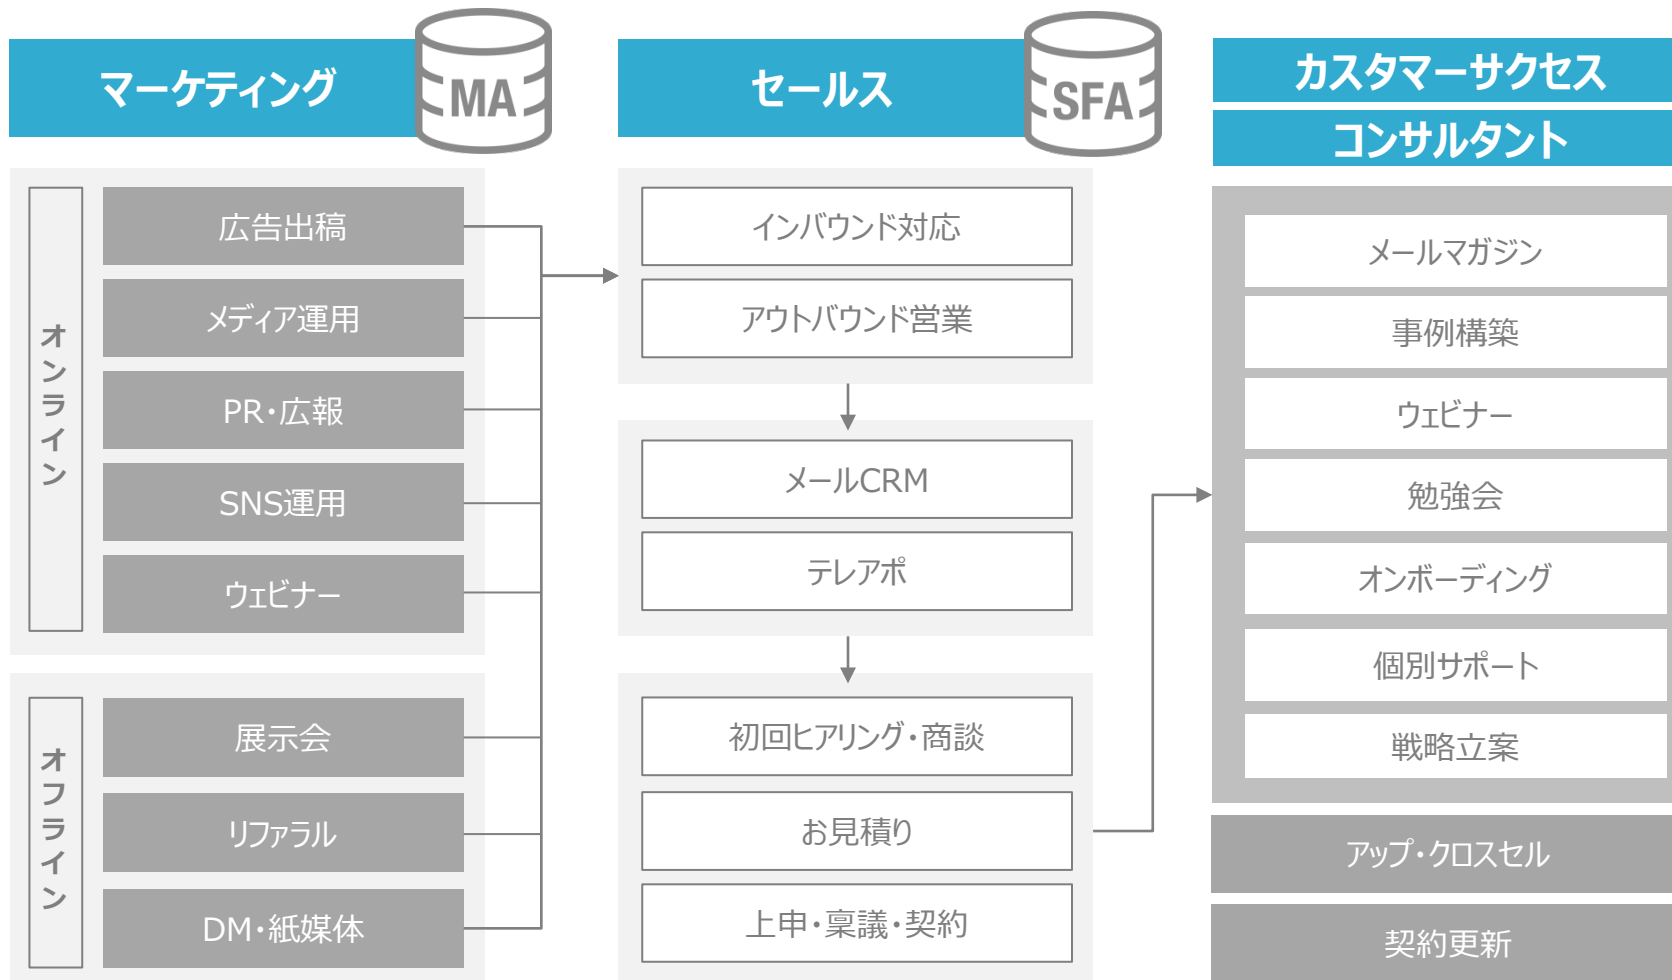 マーケティング
MA
オンライン
広告出稿
メディア運用
PR・広報
SNS運用
ウェビナー
オフライン
展示会
リファラル
DM・紙媒体
セールス
SFA
インバウンド対応
アウトバウンド営業
メールCRM
テレアポ
初回ヒアリング・商談
お見積り
上申・稟議・契約
カスタマーサクセス
コンサルタント
メールマガジン
事例構築
ウェビナー
勉強会
オンボーディング
個別サポート
戦略立案
アップ・クロスセル
契約更新